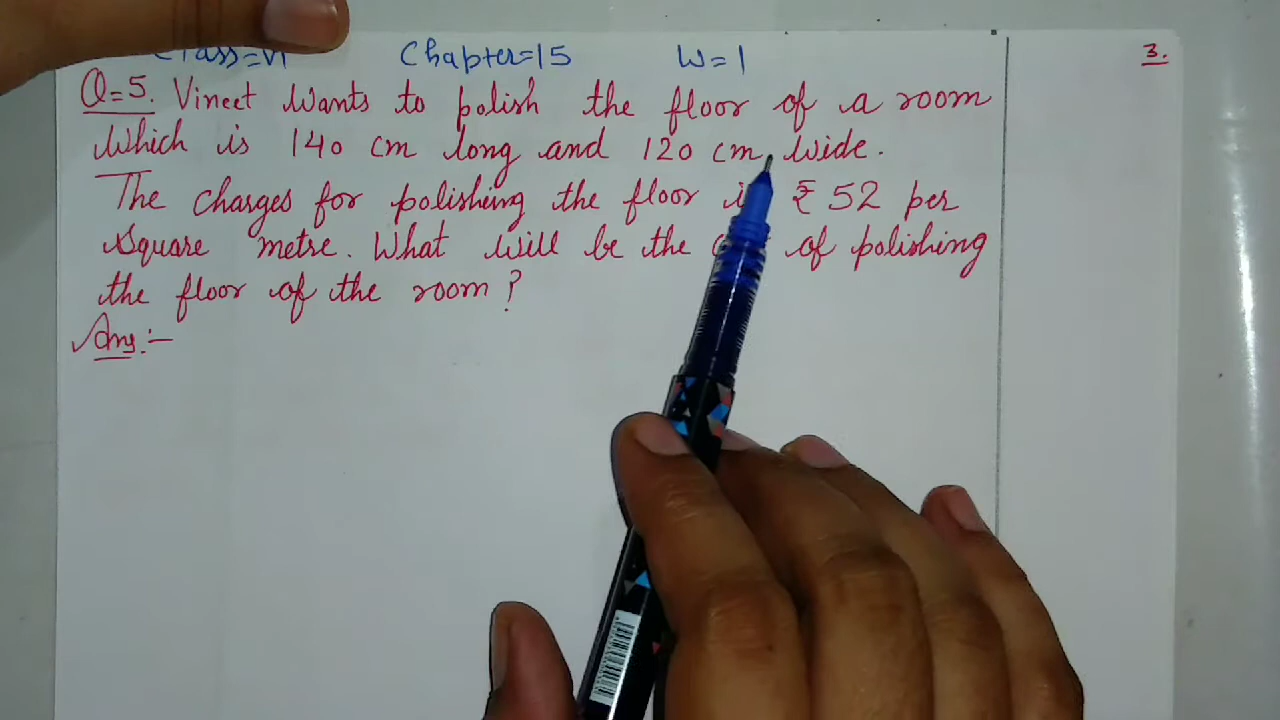 Class=VI Chapter=15 W=1 3.
Q=5. Vineet wants to polish the floor of a room
which is 140 cm long and 120 cm wide.
The charges for polishing the floor is ₹ 52 per
square metre. What will be the of polishing
the floor of the room?
Ans:-